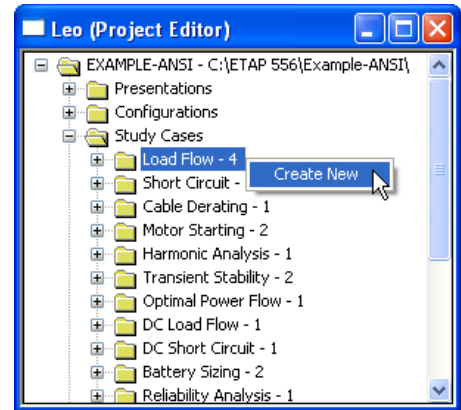 Leo (Project Editor)
EXAMPLE-ANSI - C:\ETAP 556\Example-ANSI\
Presentations
Configurations
Study Cases
Load Flow - 4
Create New
Short Circuit -
Cable Derating - 1
Motor Starting - 2
Harmonic Analysis - 1
Transient Stability - 2
Optimal Power Flow - 1
DC Load Flow - 1
DC Short Circuit - 1
Battery Sizing - 2
Reliability Analysis - 1